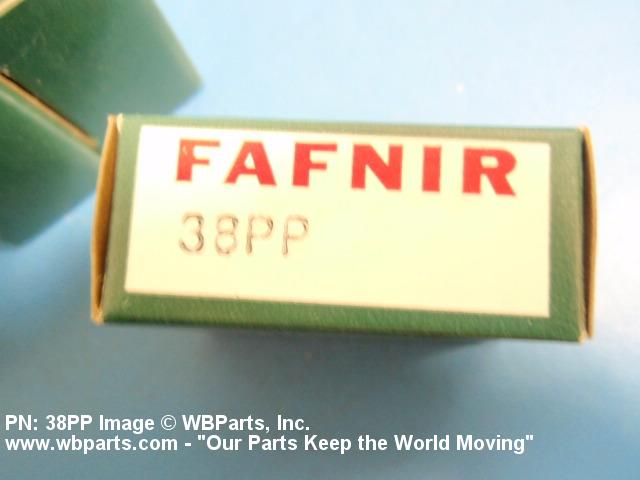 FAFNIR
38PP
PN: 38PP Image © WBParts, Inc.
www.wbparts.com - "Our Parts Keep the World Moving"